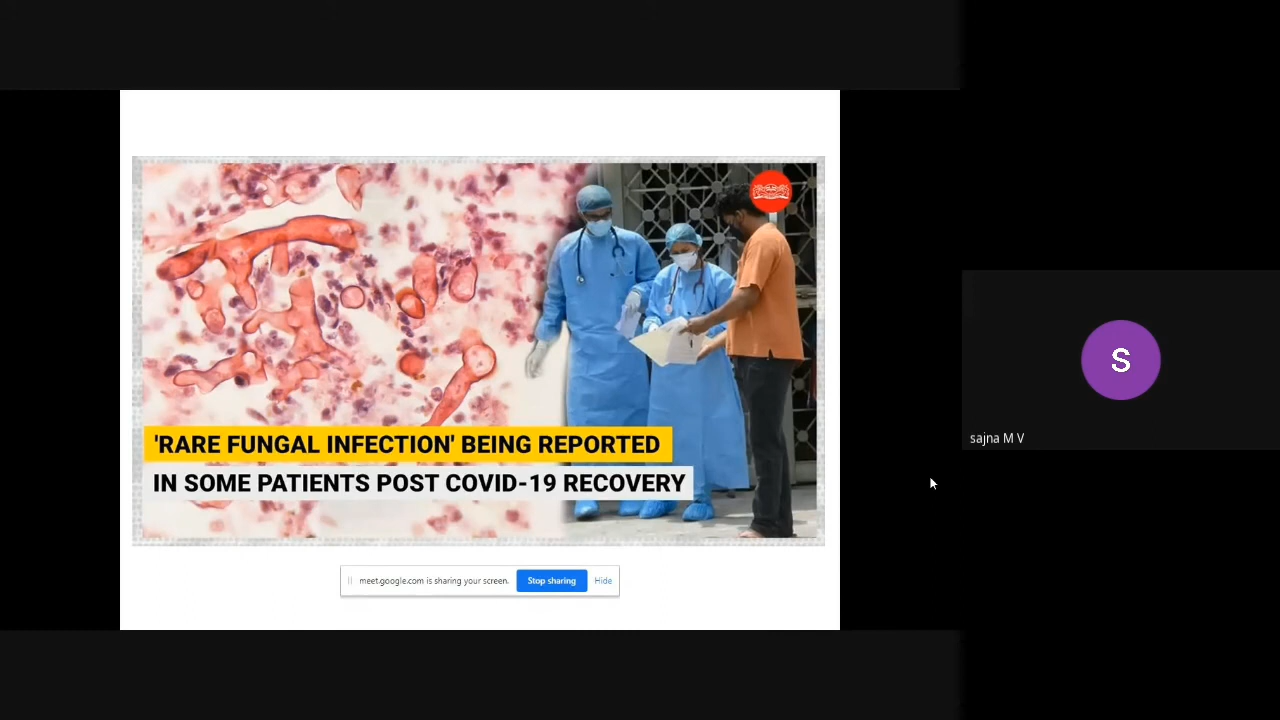 'RARE FUNGAL INFECTION' BEING REPORTED
IN SOME PATIENTS POST COVID-19 RECOVERY
meet.google.com is sharing your screen.
Stop sharing
Hide
S
sajna M V